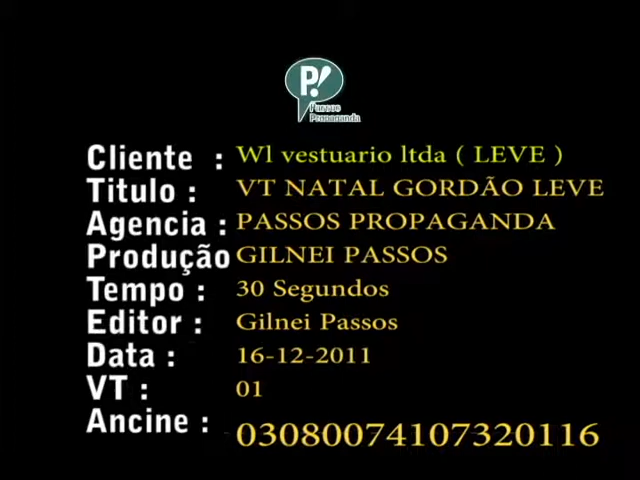 P!
Passos
Propaganda
Cliente : Wl vestuario ltda ( LEVE )
Titulo : VT NATAL GORDÃO LEVE
Agencia : PASSOS PROPAGANDA
Produção GILNEI PASSOS
Tempo : 30 Segundos
Editor : Gilnei Passos
Data : 16-12-2011
VT : 01
Ancine : 03080074107320116